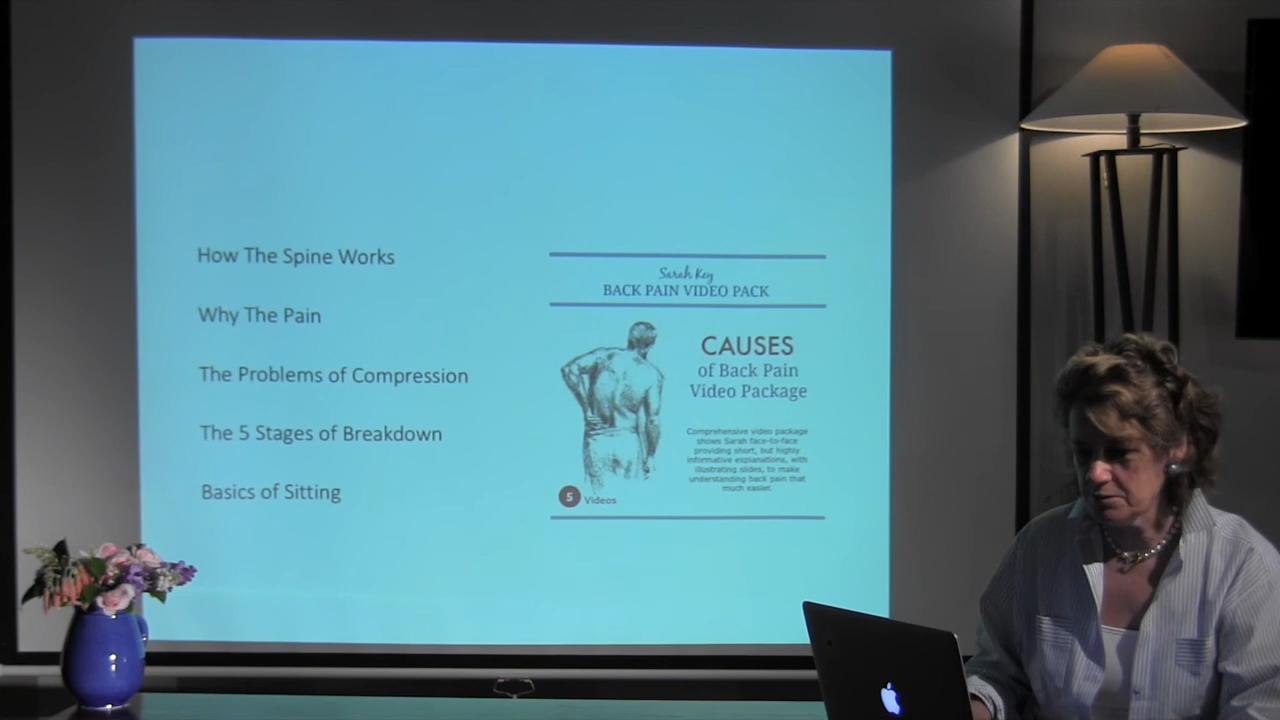 How The Spine Works
Why The Pain
The Problems of Compression
The 5 Stages of Breakdown
Basics of Sitting
Sarah Key
BACK PAIN VIDEO PACK
CAUSES
of Back Pain
Video Package
Comprehensive video package
shows Sarah face-to-face
providing short, but highly
informative explanations, with
illustrating slides, to make
understanding back pain that
much easier.
5 Videos